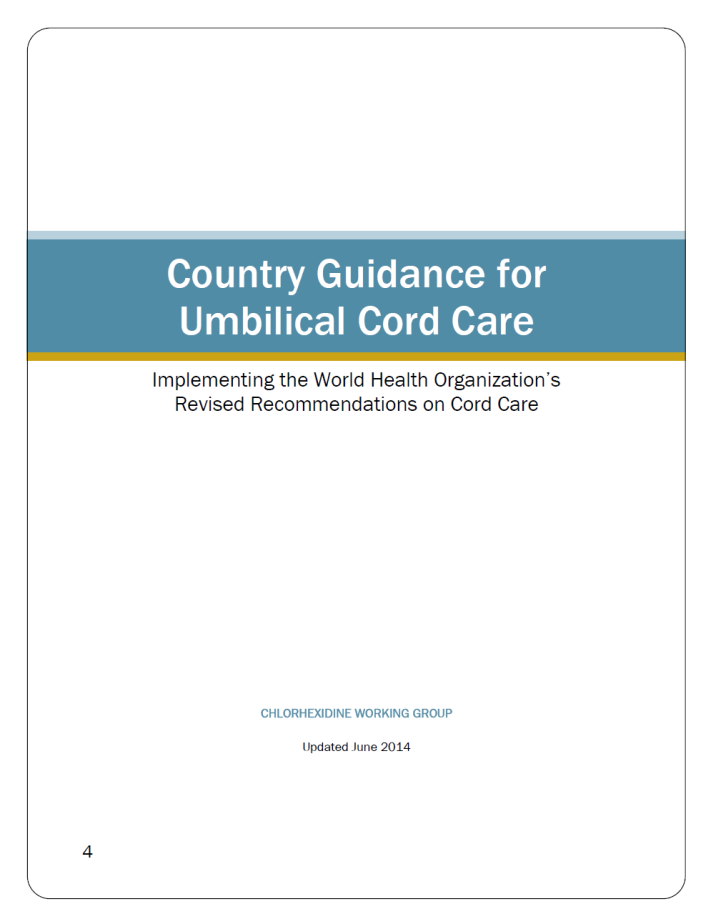 Country Guidance for
Umbilical Cord Care
Implementing the World Health Organization’s
Revised Recommendations on Cord Care
CHLORHEXIDINE WORKING GROUP
Updated June 2014
4